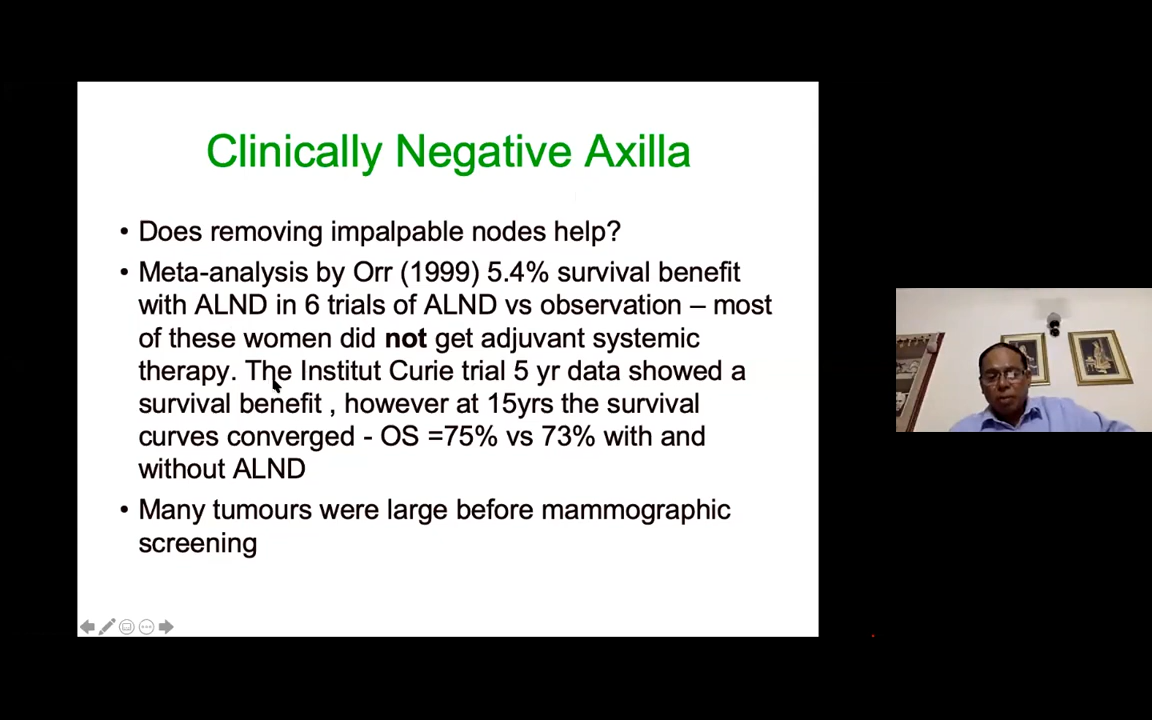 Clinically Negative Axilla
• Does removing impalpable nodes help?
• Meta-analysis by Orr (1999) 5.4% survival benefit
with ALND in 6 trials of ALND vs observation – most
of these women did not get adjuvant systemic
therapy. The Institut Curie trial 5 yr data showed a
survival benefit , however at 15yrs the survival
curves converged - OS =75% vs 73% with and
without ALND
• Many tumours were large before mammographic
screening